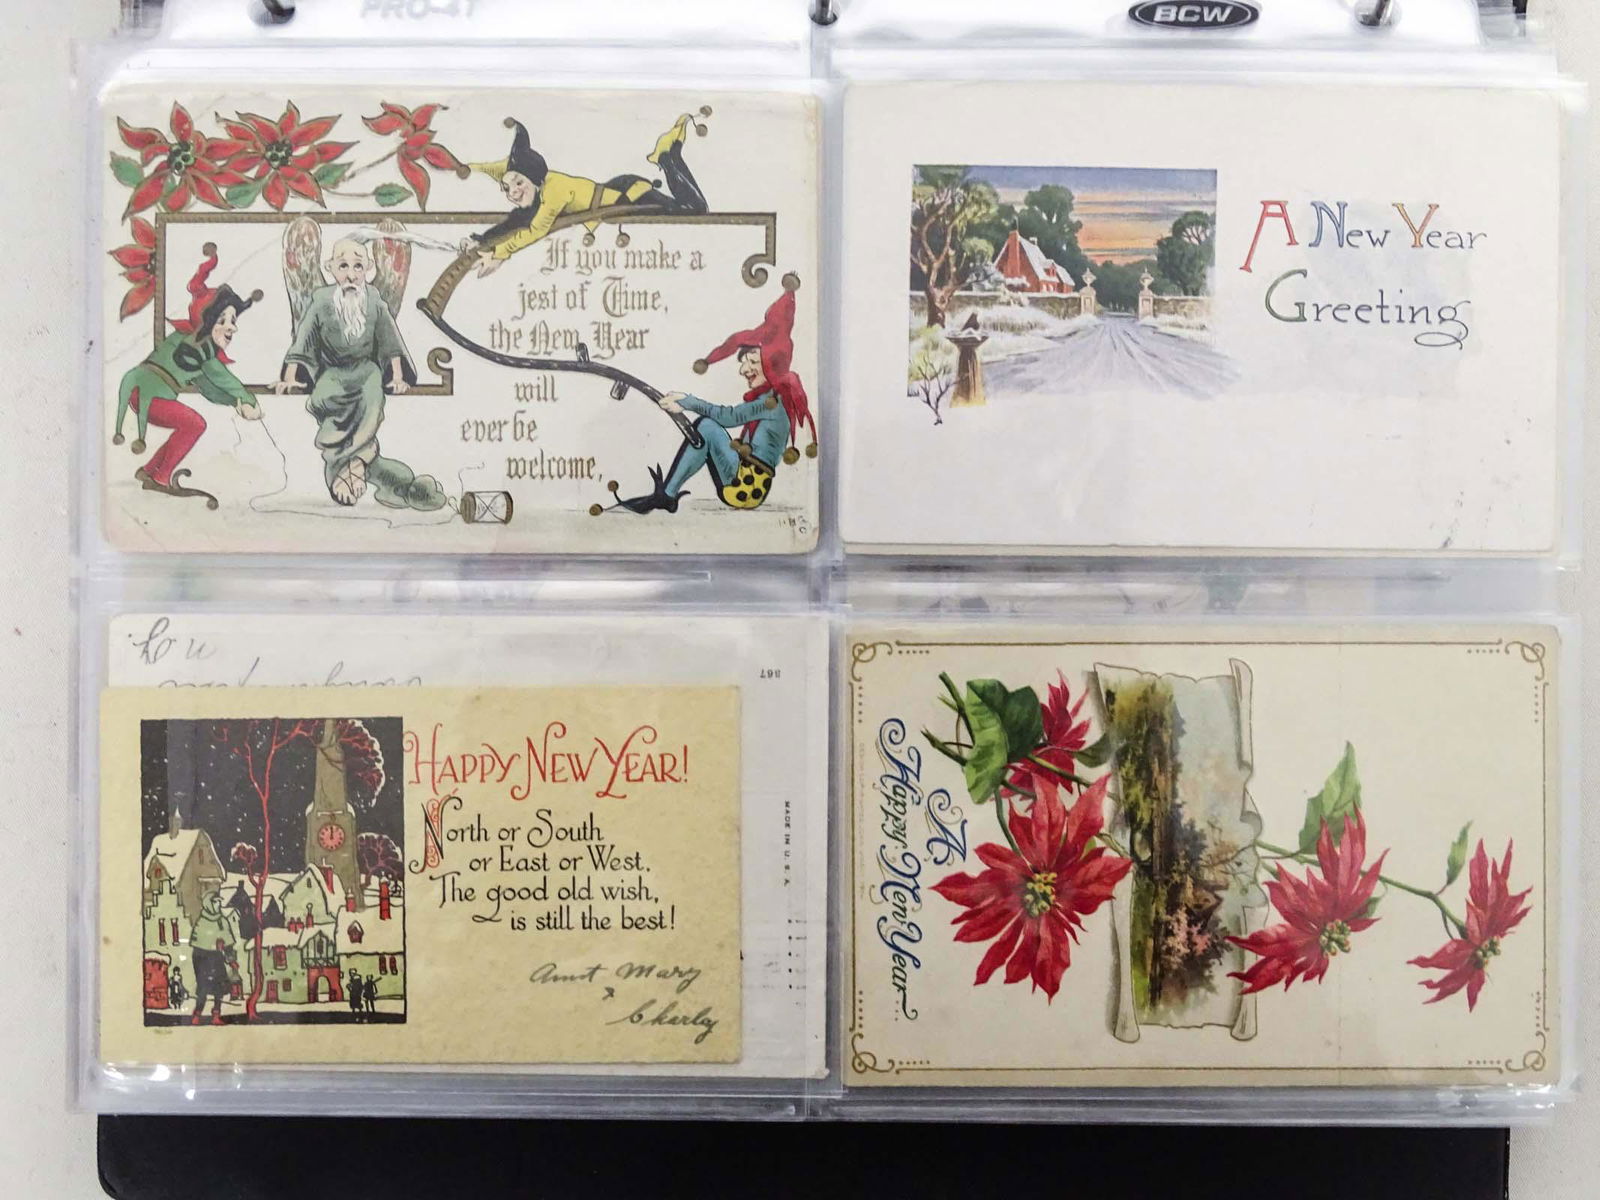 PRO-4T
BCW
If you make a
jest of Time,
the New Year
will
ever be
welcome,
A New Year
Greeting
867
MADE IN U.S.A.
HAPPY NEW YEAR!
North or South
or East or West,
The good old wish,
is still the best!
Aunt Mary
x
Charley
A
Happy New Year...